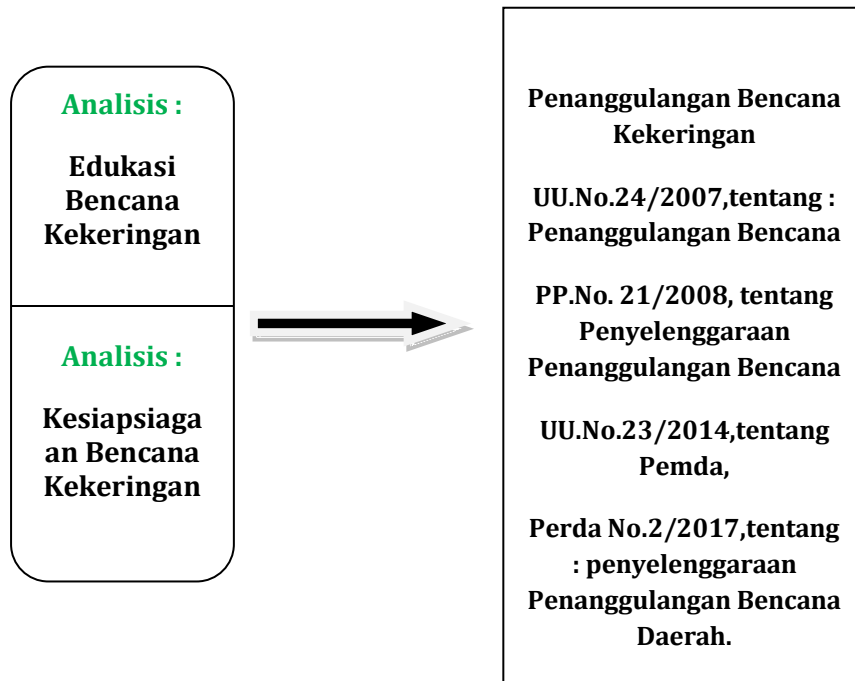 Analisis :
Edukasi
Bencana
Kekeringan
Analisis :
Kesiapsiaga
an Bencana
Kekeringan
Penanggulangan Bencana
Kekeringan
UU.No.24/2007,tentang :
Penanggulangan Bencana
PP.No. 21/2008, tentang
Penyelenggaraan
Penanggulangan Bencana
UU.No.23/2014,tentang
Pemda,
Perda No.2/2017,tentang
: penyelenggaraan
Penanggulangan Bencana
Daerah.